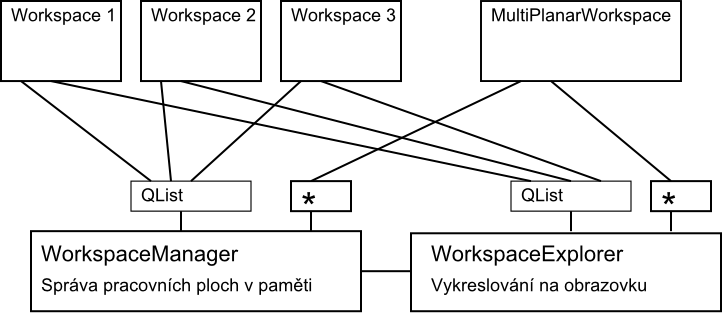 Workspace 1
Workspace 2
Workspace 3
MultiPlanarWorkspace
QList
*
QList
*
WorkspaceManager
Správa pracovních ploch v paměti
WorkspaceExplorer
Vykreslování na obrazovku